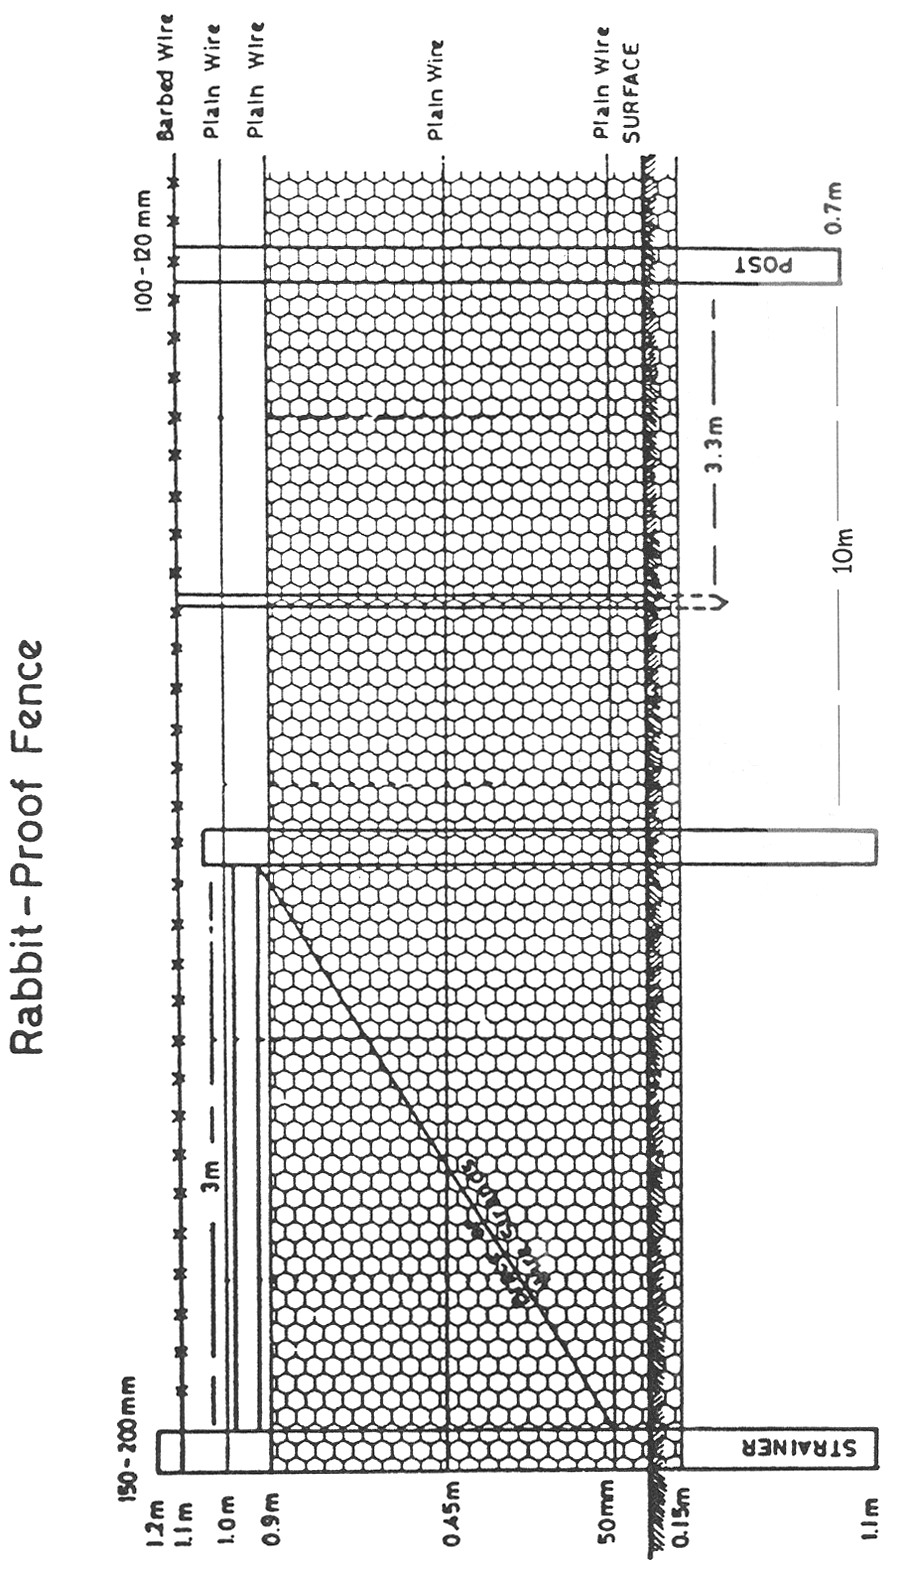 Rabbit-Proof Fence
150-200mm
100-120 mm
1.2m
1.1m
Barbed Wire
1.0m
Plain Wire
0.9m
Plain Wire
3m
0.45m
Plain Wire
50mm
Plain Wire
SURFACE
0.15m
3.3m
STRAINER
POST
10m
1.1m
0.7m